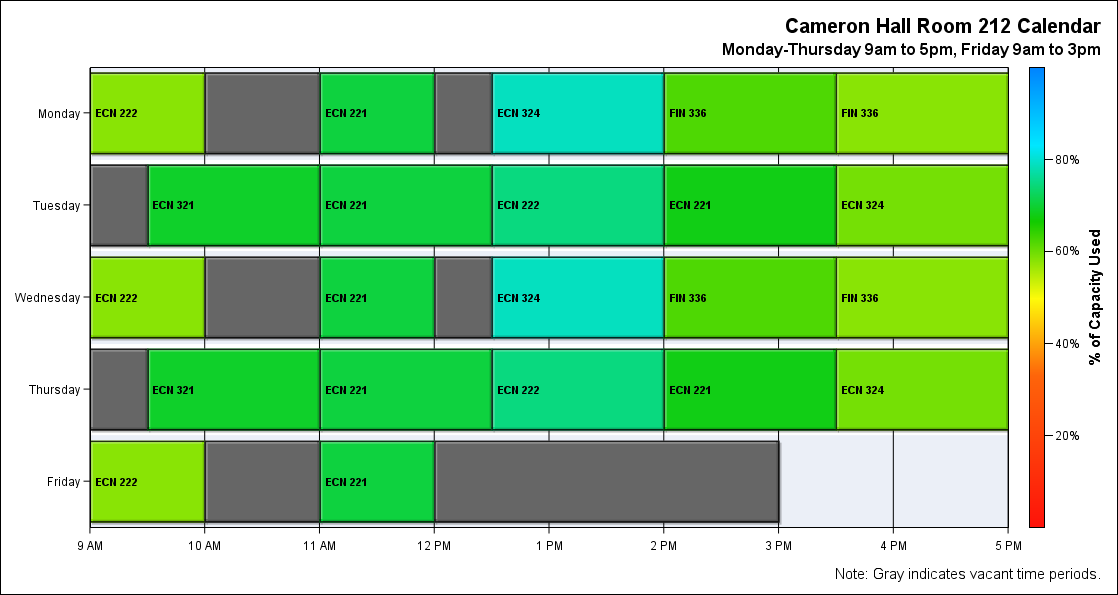 Cameron Hall Room 212 Calendar
Monday-Thursday 9am to 5pm, Friday 9am to 3pm
Monday
ECN 222
ECN 221
ECN 324
FIN 336
FIN 336
Tuesday
ECN 321
ECN 221
ECN 222
ECN 221
ECN 324
Wednesday
ECN 222
ECN 221
ECN 324
FIN 336
FIN 336
Thursday
ECN 321
ECN 221
ECN 222
ECN 221
ECN 324
Friday
ECN 222
ECN 221
9 AM
10 AM
11 AM
12 PM
1 PM
2 PM
3 PM
4 PM
5 PM
80%
60%
40%
20%
% of Capacity Used
Note: Gray indicates vacant time periods.